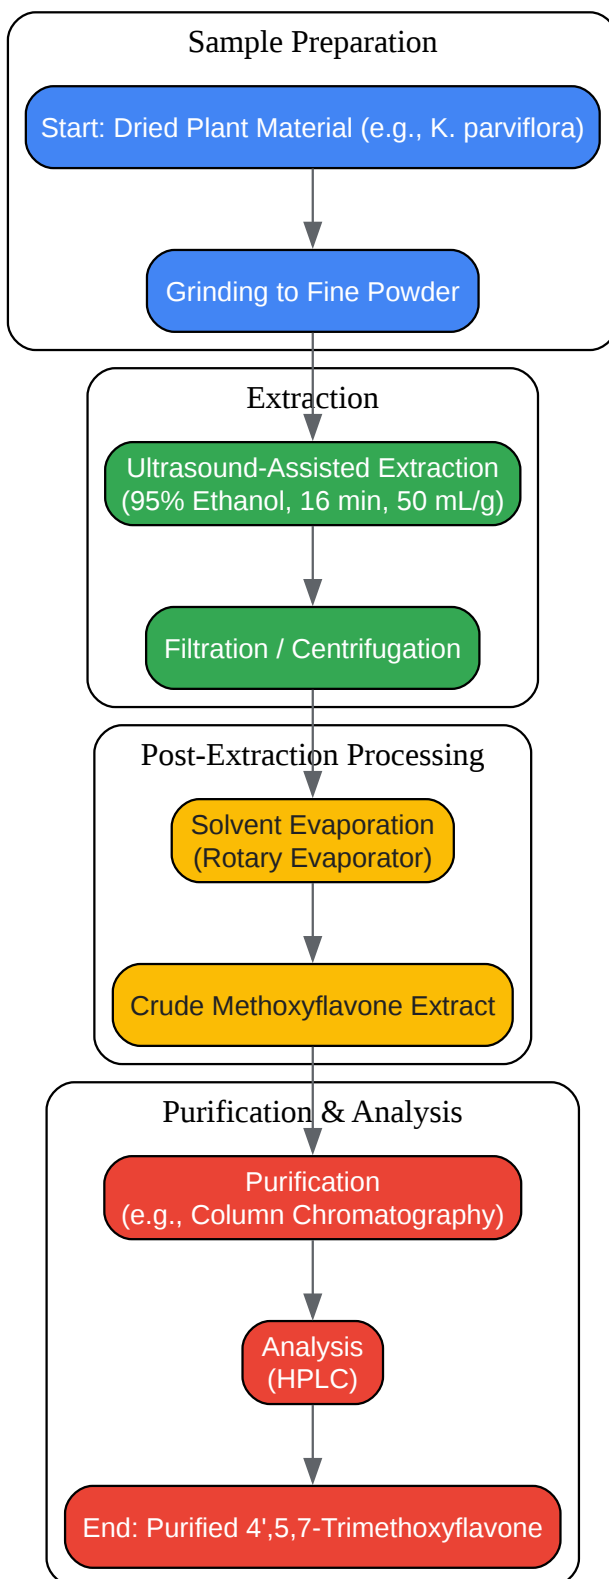 Sample Preparation
Start: Dried Plant Material (e.g., K. parviflora)
Grinding to Fine Powder
Extraction
Ultrasound-Assisted Extraction
(95% Ethanol, 16 min, 50 mL/g)
Filtration / Centrifugation
Post-Extraction Processing
Solvent Evaporation
(Rotary Evaporator)
Crude Methoxyflavone Extract
Purification & Analysis
Purification
(e.g., Column Chromatography)
Analysis
(HPLC)
End: Purified 4',5,7-Trimethoxyflavone